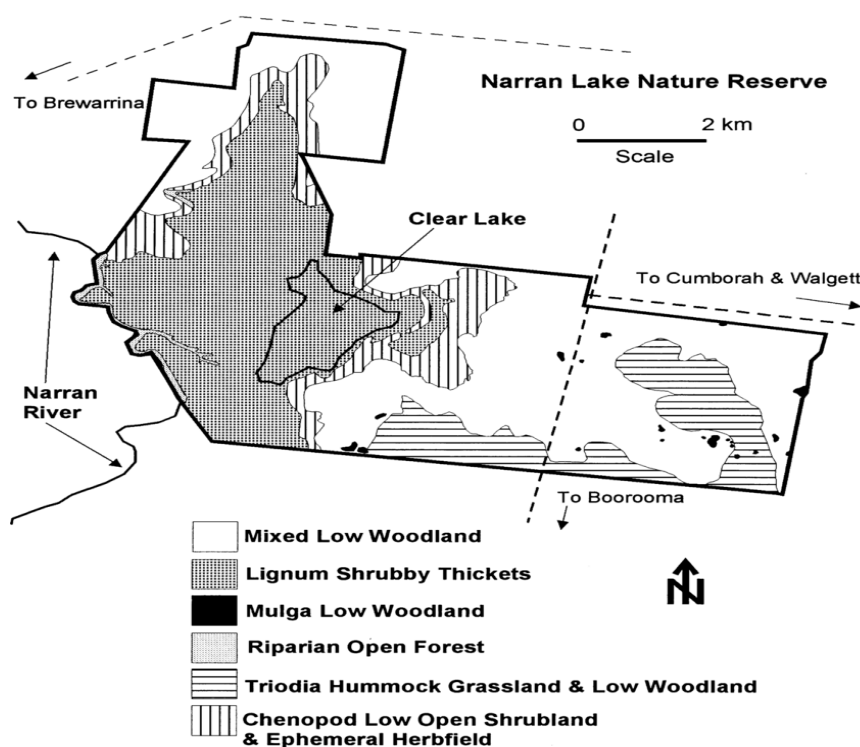 Narran Lake Nature Reserve
To Brewarrina
0 2 km
Scale
Clear Lake
To Cumborah & Walgett
Narran
River
To Boorooma
Mixed Low Woodland
Lignum Shrubby Thickets
Mulga Low Woodland
Riparian Open Forest
Triodia Hummock Grassland & Low Woodland
Chenopod Low Open Shrubland
& Ephemeral Herbfield
N